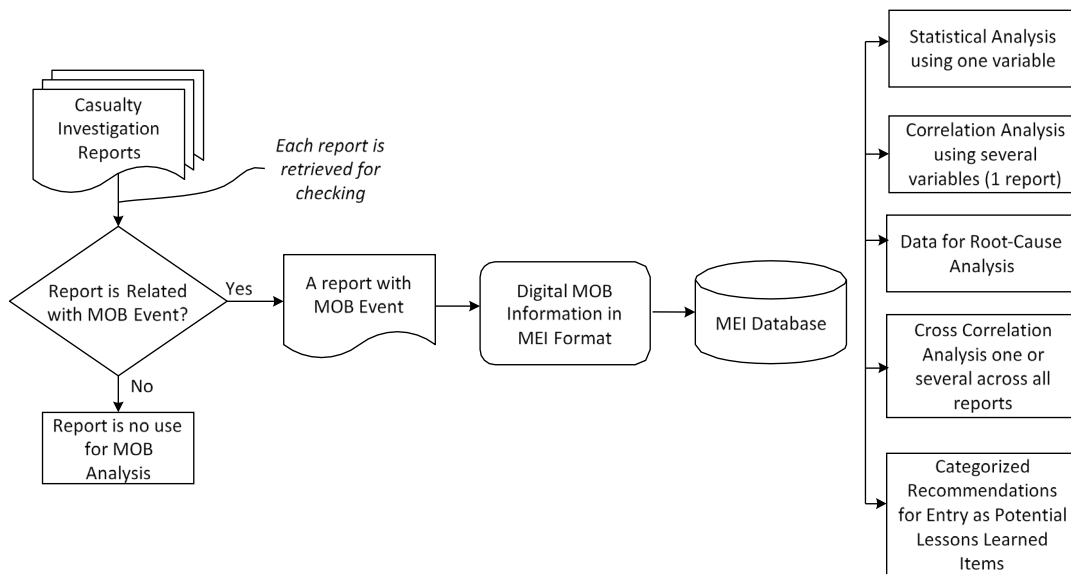 Casualty
Investigation
Reports
Each report is
retrieved for
checking
Report is Related
with MOB Event?
Yes
No
Report is no use
for MOB
Analysis
A report with
MOB Event
Digital MOB
Information in
MEI Format
MEI Database
Statistical Analysis
using one variable
Correlation Analysis
using several
variables (1 report)
Data for Root-Cause
Analysis
Cross Correlation
Analysis one or
several across all
reports
Categorized
Recommendations
for Entry as Potential
Lessons Learned
Items